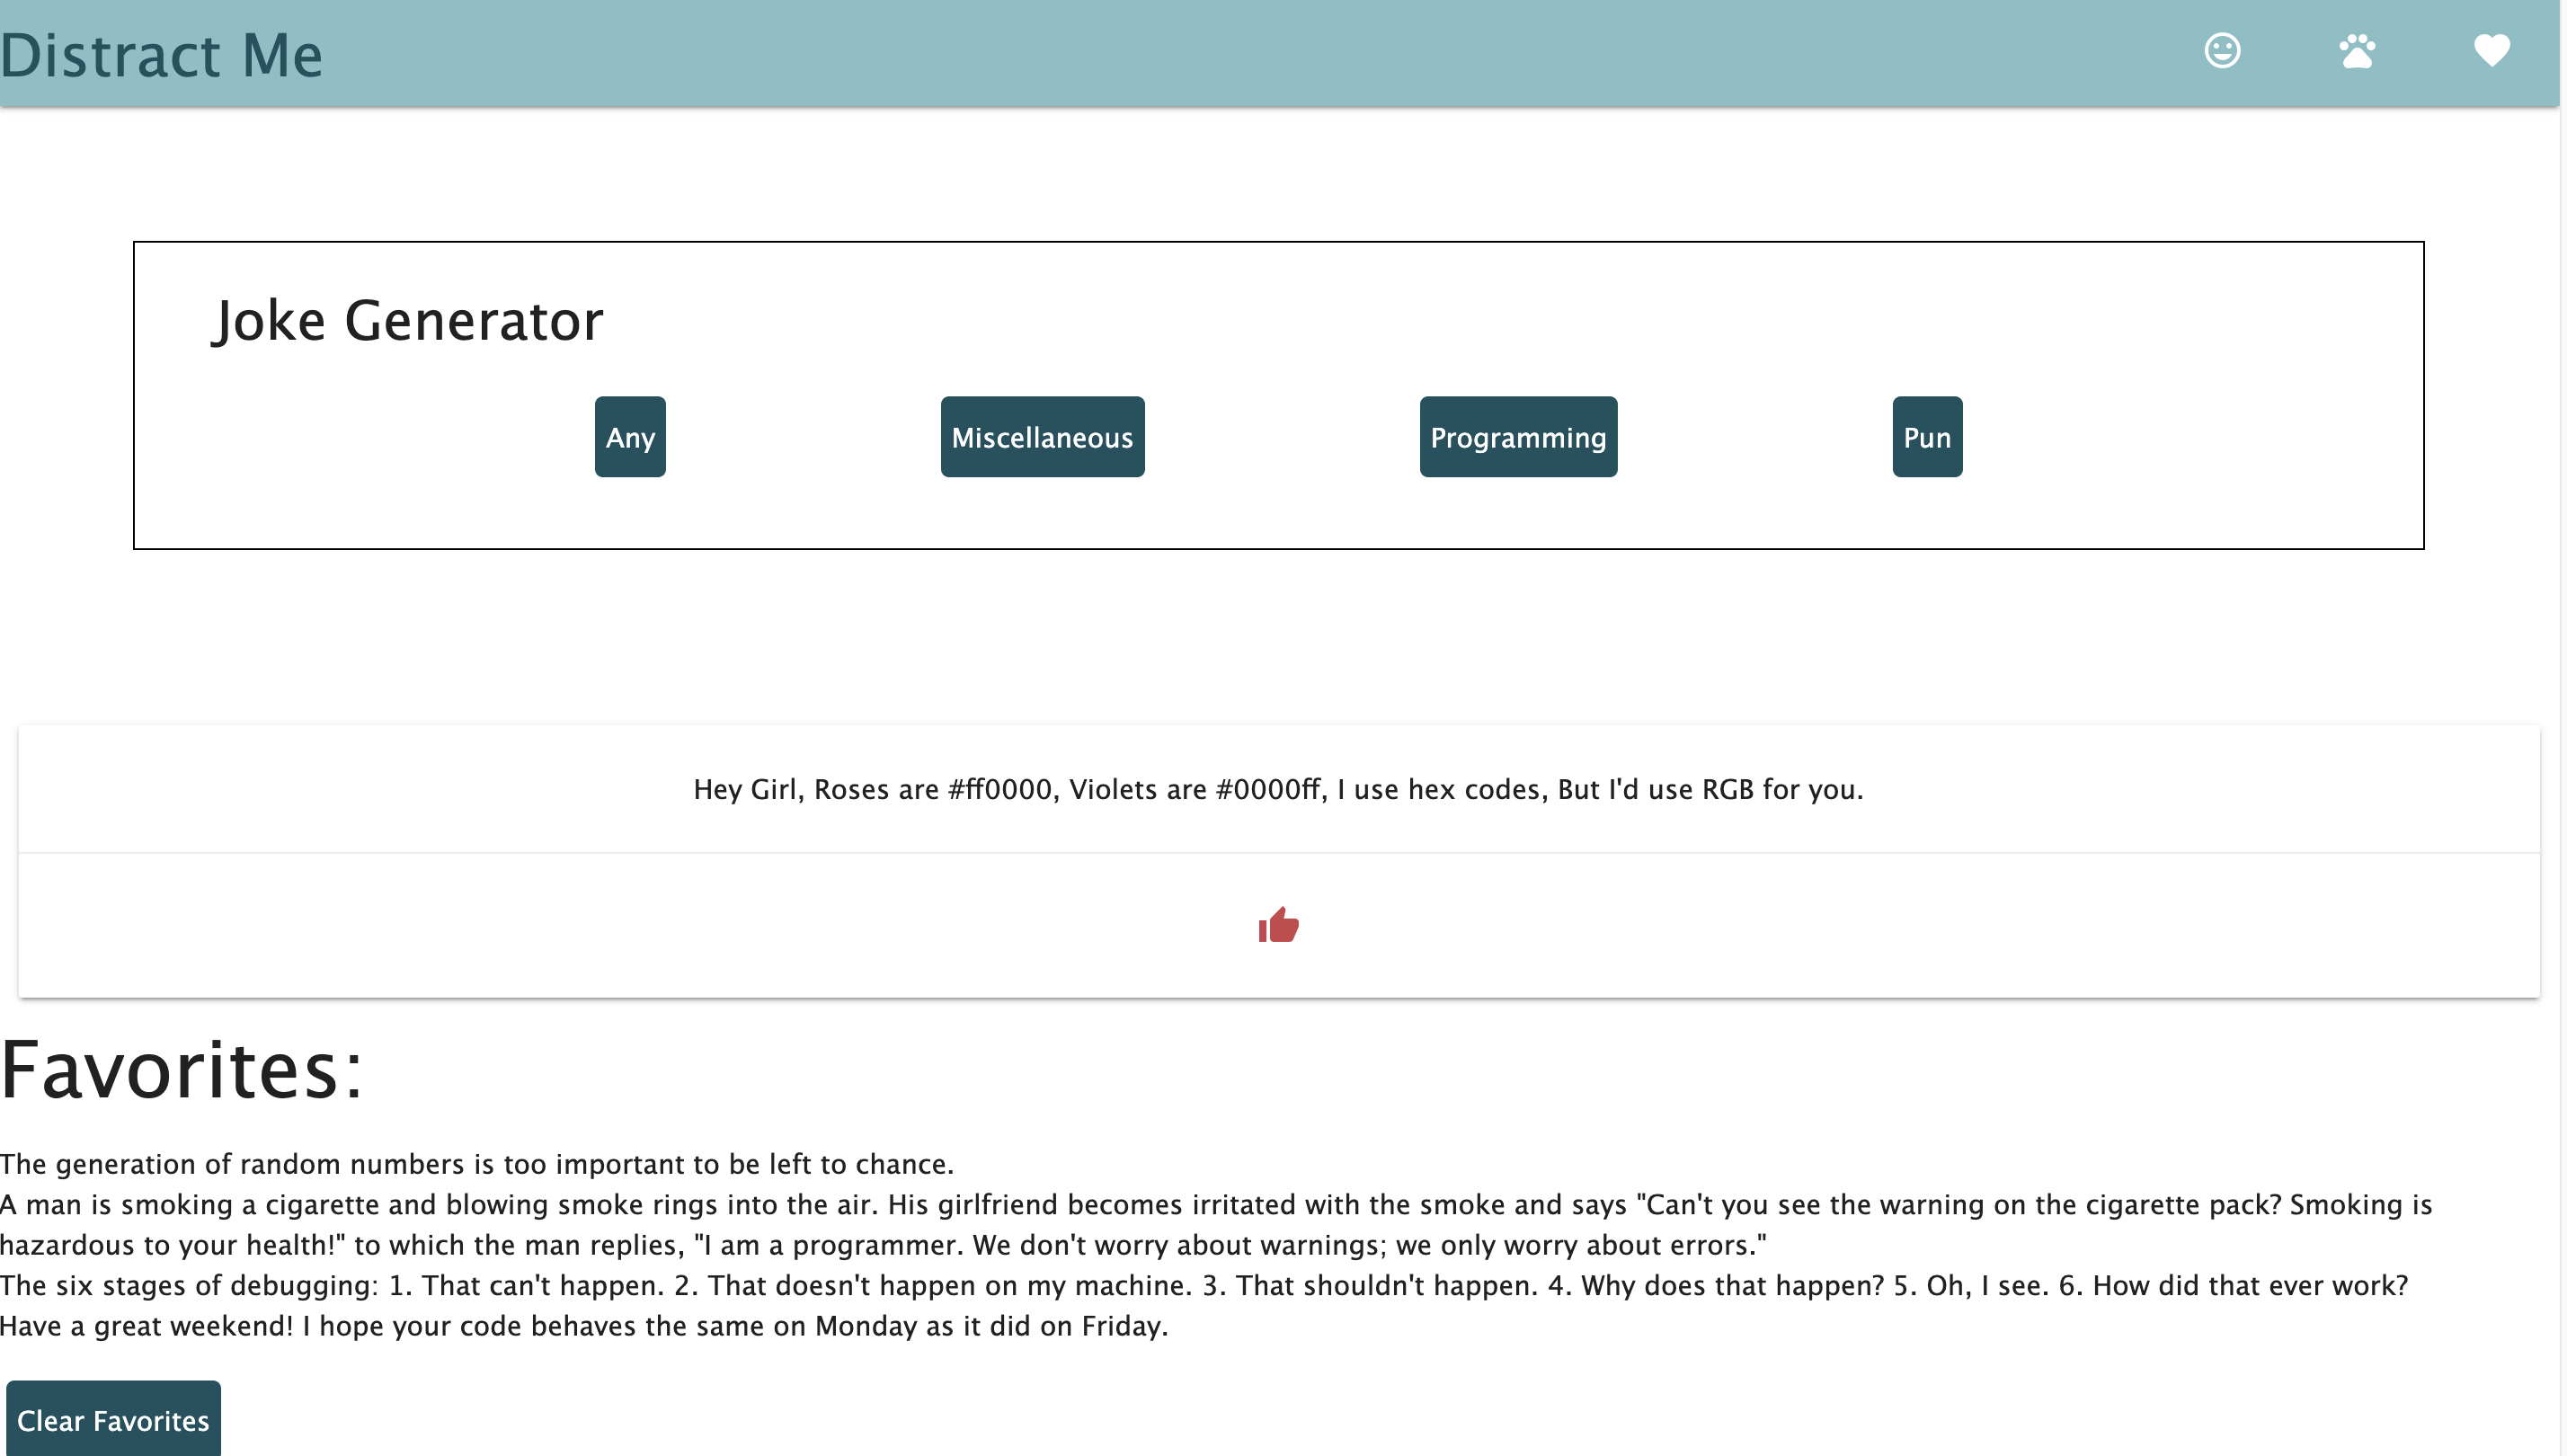 Distract Me
Joke Generator
Any
Miscellaneous
Programming
Pun
Hey Girl, Roses are #ff0000, Violets are #0000ff, I use hex codes, But I'd use RGB for you.
Favorites:
The generation of random numbers is too important to be left to chance.
A man is smoking a cigarette and blowing smoke rings into the air. His girlfriend becomes irritated with the smoke and says "Can't you see the warning on the cigarette pack? Smoking is
hazardous to your health!" to which the man replies, "I am a programmer. We don't worry about warnings; we only worry about errors."
The six stages of debugging: 1. That can't happen. 2. That doesn't happen on my machine. 3. That shouldn't happen. 4. Why does that happen? 5. Oh, I see. 6. How did that ever work?
Have a great weekend! I hope your code behaves the same on Monday as it did on Friday.
Clear Favorites